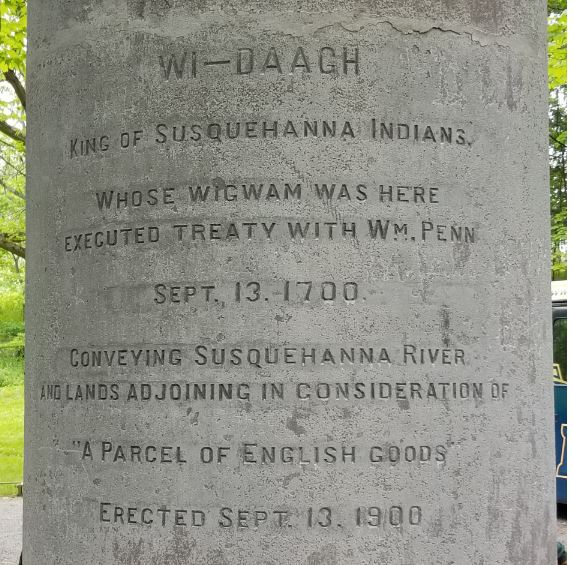 WI-DAAGH
KING OF SUSQUEHANNA INDIANS.
WHOSE WIGWAM WAS HERE
EXECUTED TREATY WITH WM. PENN
SEPT., 13. 1700.
CONVEYING SUSQUEHANNA RIVER
AND LANDS ADJOINING IN CONSIDERATION OF
"A PARCEL OF ENGLISH GOODS"
ERECTED SEPT. 13. 1900